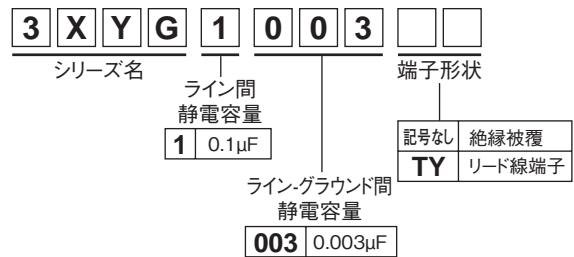 3 X Y G 1 0 0 3
シリーズ名
ライン間
静電容量
1 0.1μF
ライン-グラウンド間
静電容量
003 0.003μF
端子形状
記号なし 絶縁被覆
TY リード線端子